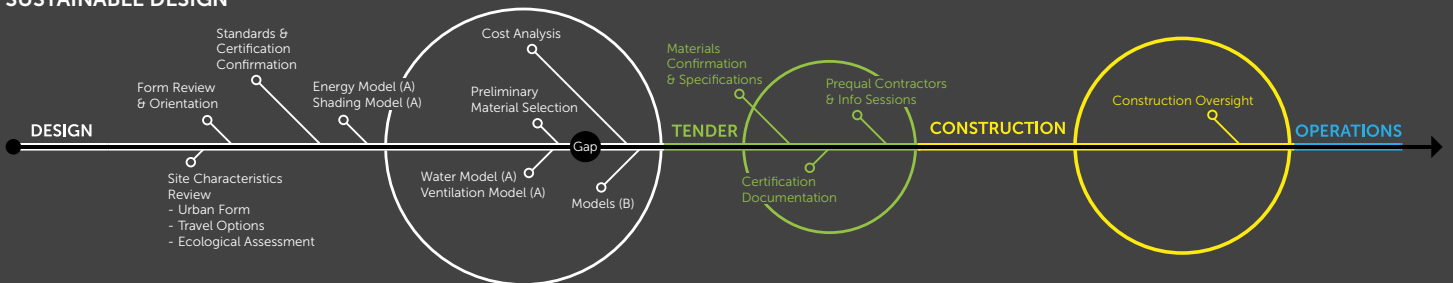 SUSTAINABLE DESIGN
DESIGN
Form Review
& Orientation
Site Characteristics
Review
- Urban Form
- Travel Options
- Ecological Assessment
Standards &
Certification
Confirmation
Energy Model (A)
Shading Model (A)
Cost Analysis
Preliminary
Material Selection
Gap
Water Model (A)
Ventilation Model (A)
Models (B)
TENDER
Materials
Confirmation
& Specifications
Certification
Documentation
Prequal Contractors
& Info Sessions
CONSTRUCTION
Construction Oversight
OPERATIONS